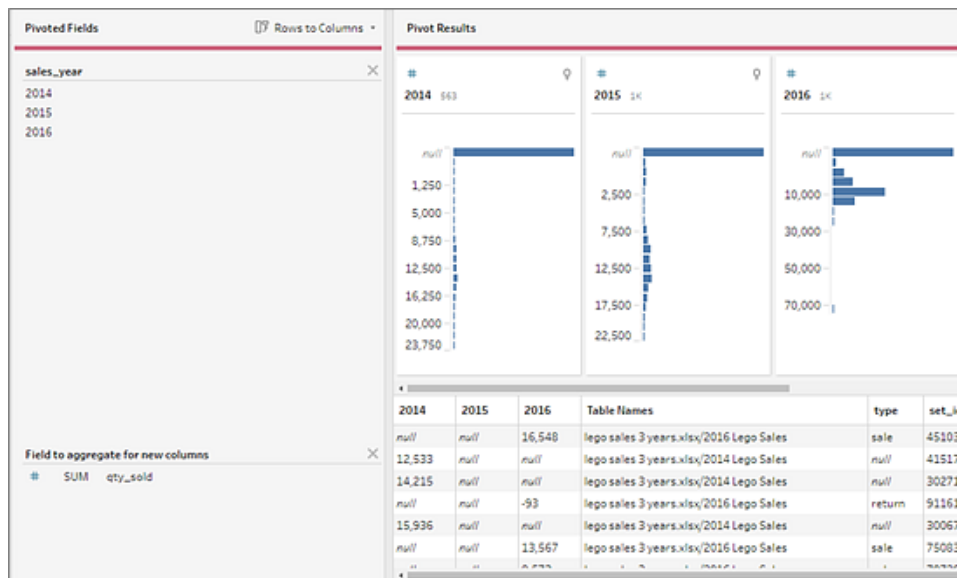 Pivoted Fields
Rows to Columns
sales_year
2014
2015
2016
Field to aggregate for new columns
# SUM qty_sold
Pivot Results
#
2014 563
null
1,250
5,000
8,750
12,500
16,250
20,000
23,750
#
2015 1K
null
2,500
7,500
12,500
17,500
22,500
#
2016 1K
null
10,000
30,000
50,000
70,000
2014 2015 2016 Table Names type
null null 16,548 lego sales 3 years.xlsx/2016 Lego Sales sale 45103
12,533 null null lego sales 3 years.xlsx/2014 Lego Sales null 41517
14,215 null null lego sales 3 years.xlsx/2014 Lego Sales null 30271
null null -93 lego sales 3 years.xlsx/2016 Lego Sales return 91161
15,936 null null lego sales 3 years.xlsx/2014 Lego Sales null 30067
null null 13,567 lego sales 3 years.xlsx/2016 Lego Sales sale 75083